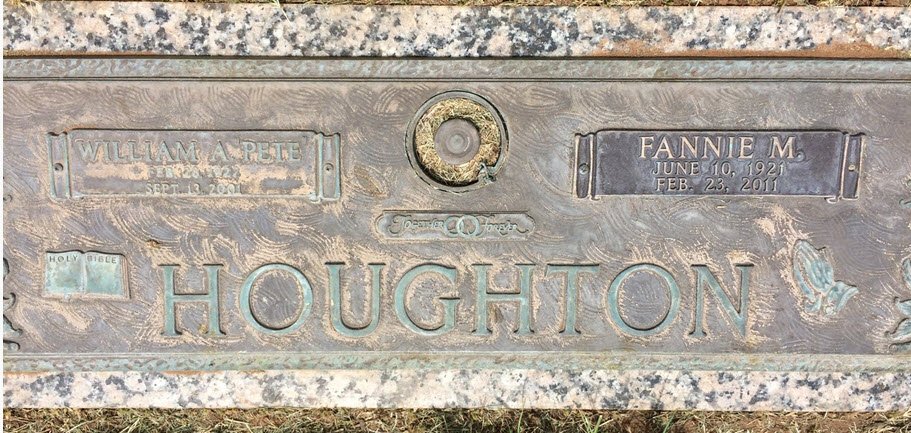 WILLIAM A. PETE
SEPT. 13, 2001
FANNIE M.
JUNE 10, 1921
FEB. 23, 2011
TOGETHER FOREVER
HOLY BIBLE
HOUGHTON